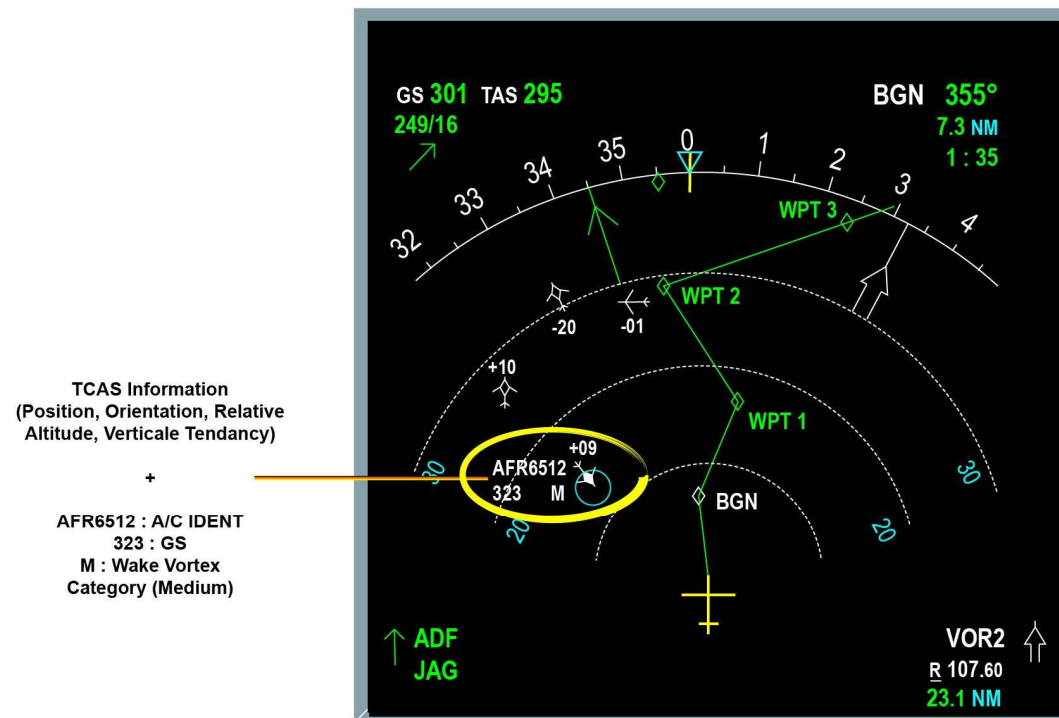 GS 301 TAS 295
249/16
BGN 355°
7.3 NM
1 : 35
32
33
34
35
0
1
2
3
4
WPT 3
WPT 2
-20
-01
+10
WPT 1
+09
AFR6512
323 M
BGN
30
20
30
20
ADF
JAG
VOR2
R 107.60
23.1 NM
TCAS Information
(Position, Orientation, Relative
Altitude, Verticale Tendancy)
+
AFR6512 : A/C IDENT
323 : GS
M : Wake Vortex
Category (Medium)